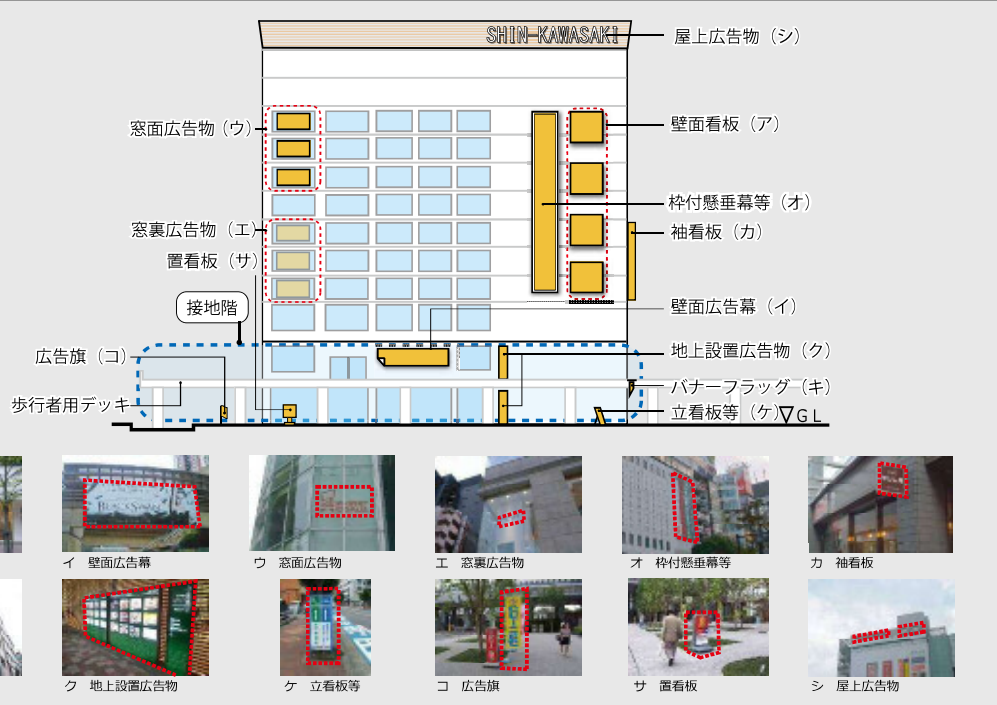 SHIN-KAWASAKI
屋上広告物（シ）
窓面広告物（ウ）
壁面看板（ア）
枠付懸垂幕等（オ）
窓裏広告物（エ）
袖看板（カ）
置看板（サ）
接地階
壁面広告幕（イ）
広告旗（コ）
地上設置広告物（ク）
バナーフラッグ（キ）
歩行者用デッキ
立看板等（ケ）
▽GL
BLACKSWAN
イ　壁面広告幕
ウ　窓面広告物
エ　窓裏広告物
オ　枠付懸垂幕等
カ　袖看板
ク　地上設置広告物
ケ　立看板等
コ　広告旗
サ　置看板
シ　屋上広告物